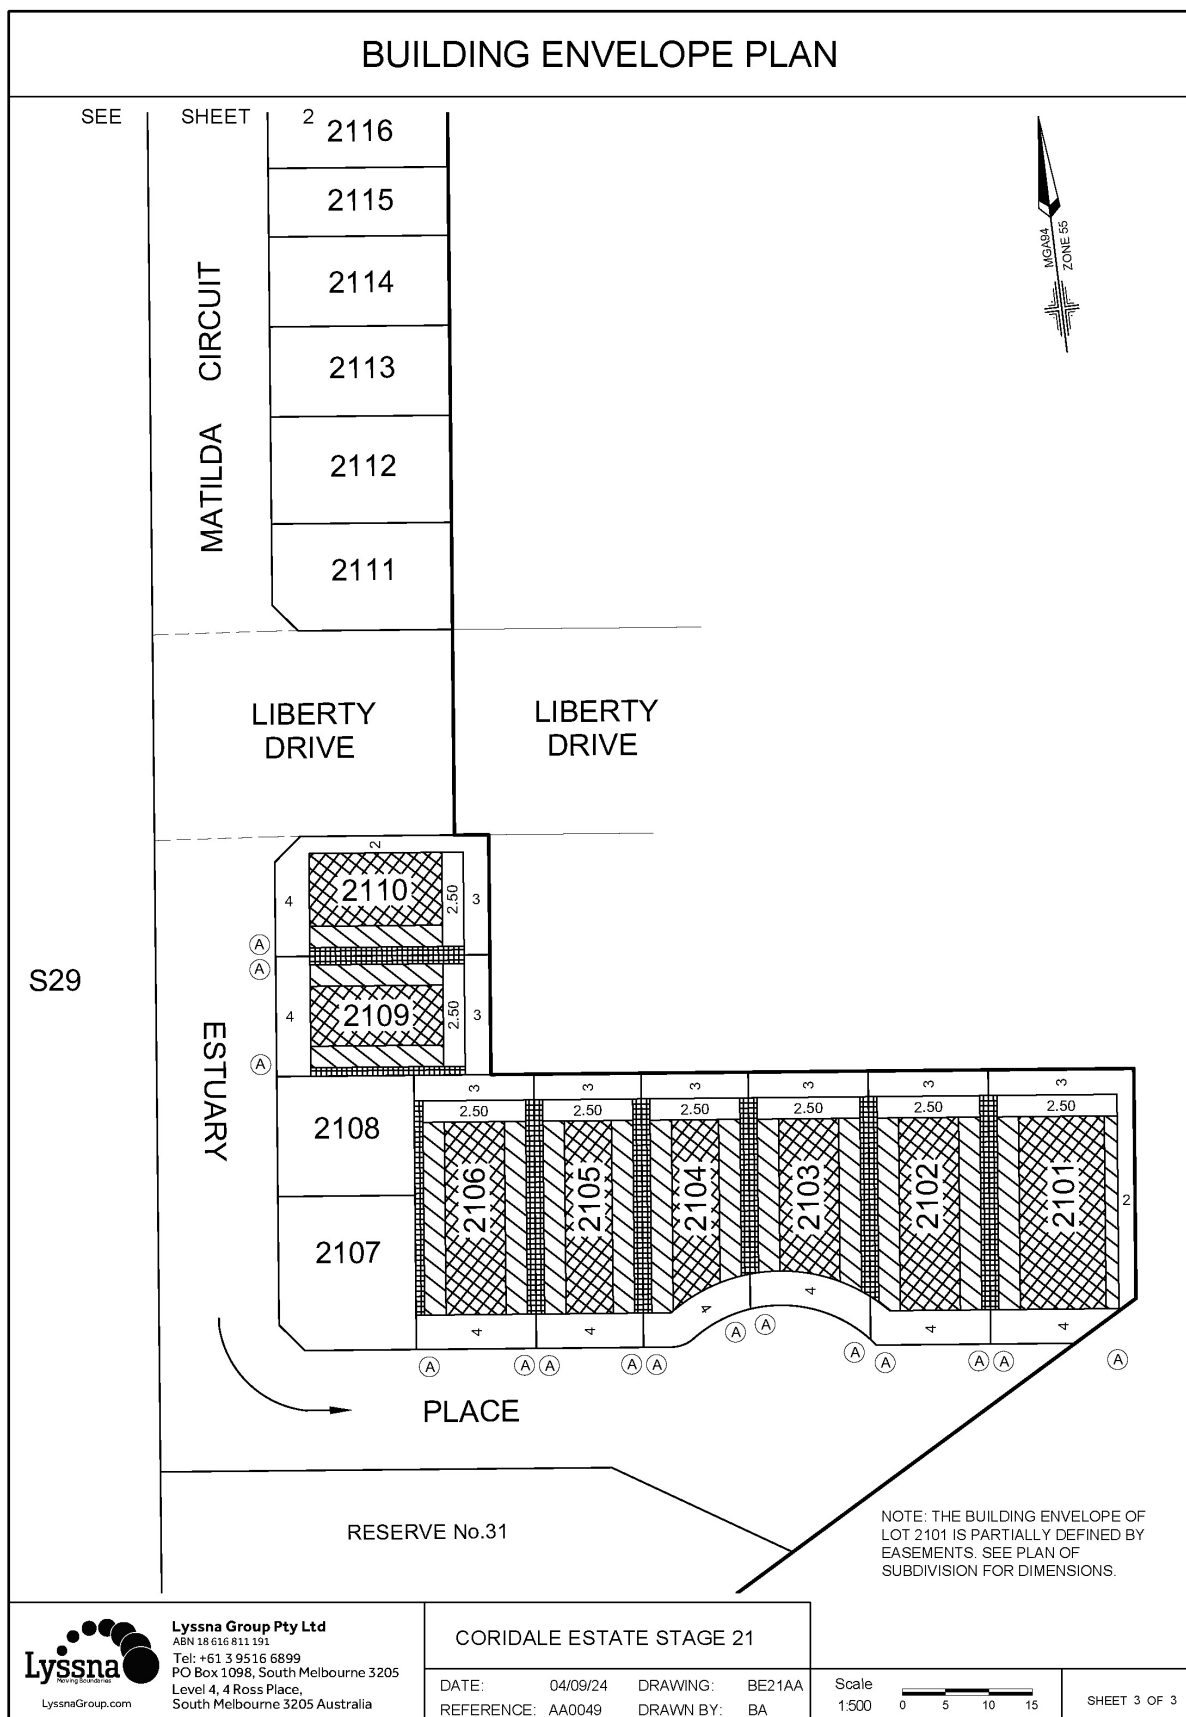 BUILDING ENVELOPE PLAN
SEE SHEET 2
2116
2115
2114
2113
2112
2111
MATILDA CIRCUIT
MGA94
ZONE 55
LIBERTY
DRIVE
LIBERTY
DRIVE
2
4 2110 2.50 3
A
A
S29
4 2109 2.50 3
A
ESTUARY
3 3 3 3 3 3
2.50 2.50 2.50 2.50 2.50 2.50
2108
2106 2105 2104 2103 2102 2101 2
2107
4 4 4 4 4 4
A A A A A A A A A A A A
PLACE
RESERVE No.31
NOTE: THE BUILDING ENVELOPE OF
LOT 2101 IS PARTIALLY DEFINED BY
EASEMENTS. SEE PLAN OF
SUBDIVISION FOR DIMENSIONS.
Lyssna
Moving Boundaries
LyssnaGroup.com
Lyssna Group Pty Ltd
ABN 18 616 811 191
Tel: +61 3 9516 6899
PO Box 1098, South Melbourne 3205
Level 4, 4 Ross Place,
South Melbourne 3205 Australia
CORIDALE ESTATE STAGE 21
DATE: 04/09/24 DRAWING: BE21AA
REFERENCE: AA0049 DRAWN BY: BA
Scale
1:500
0 5 10 15
SHEET 3 OF 3